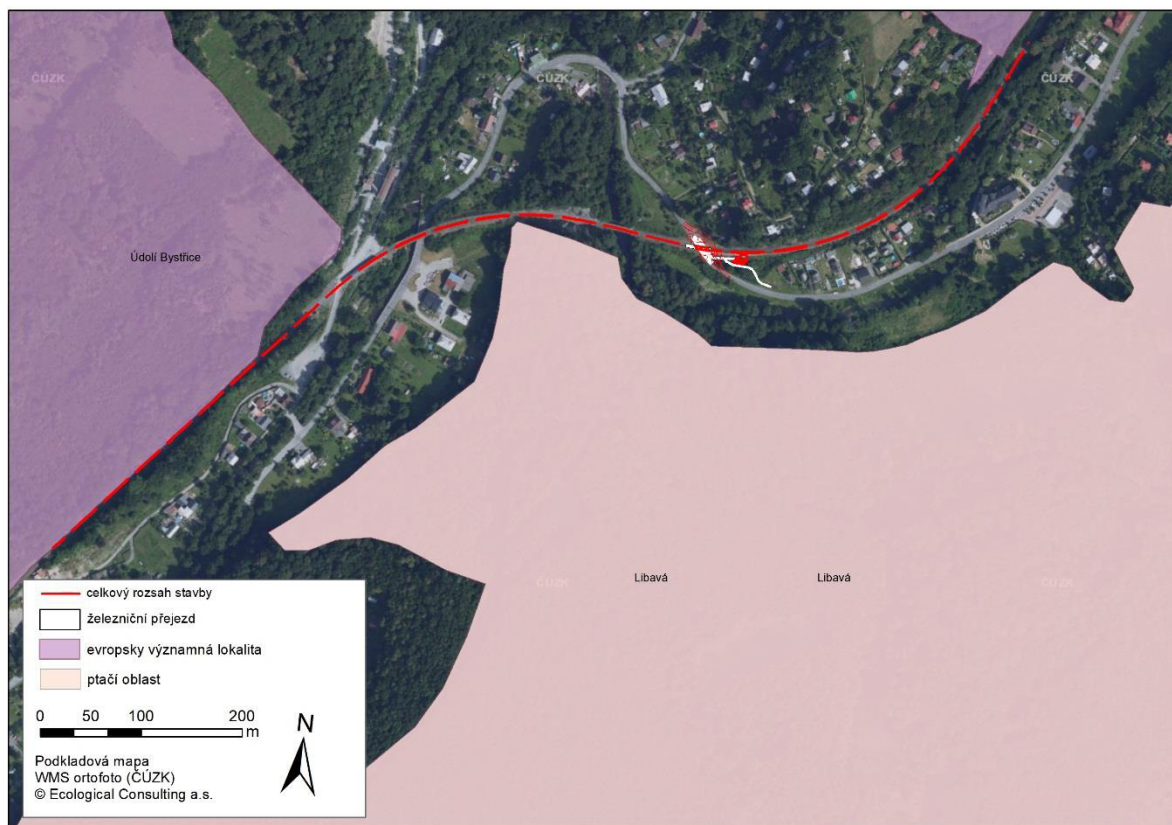 ČÚZK
ČÚZK
ČÚZK
Údolí Bystřice
ČÚZK
Libavá
Libavá
ČÚZK
celkový rozsah stavby
železniční přejezd
evropsky významná lokalita
ptačí oblast
0 50 100 200
m
N
Podkladová mapa
WMS ortofoto (ČÚZK)
© Ecological Consulting a.s.